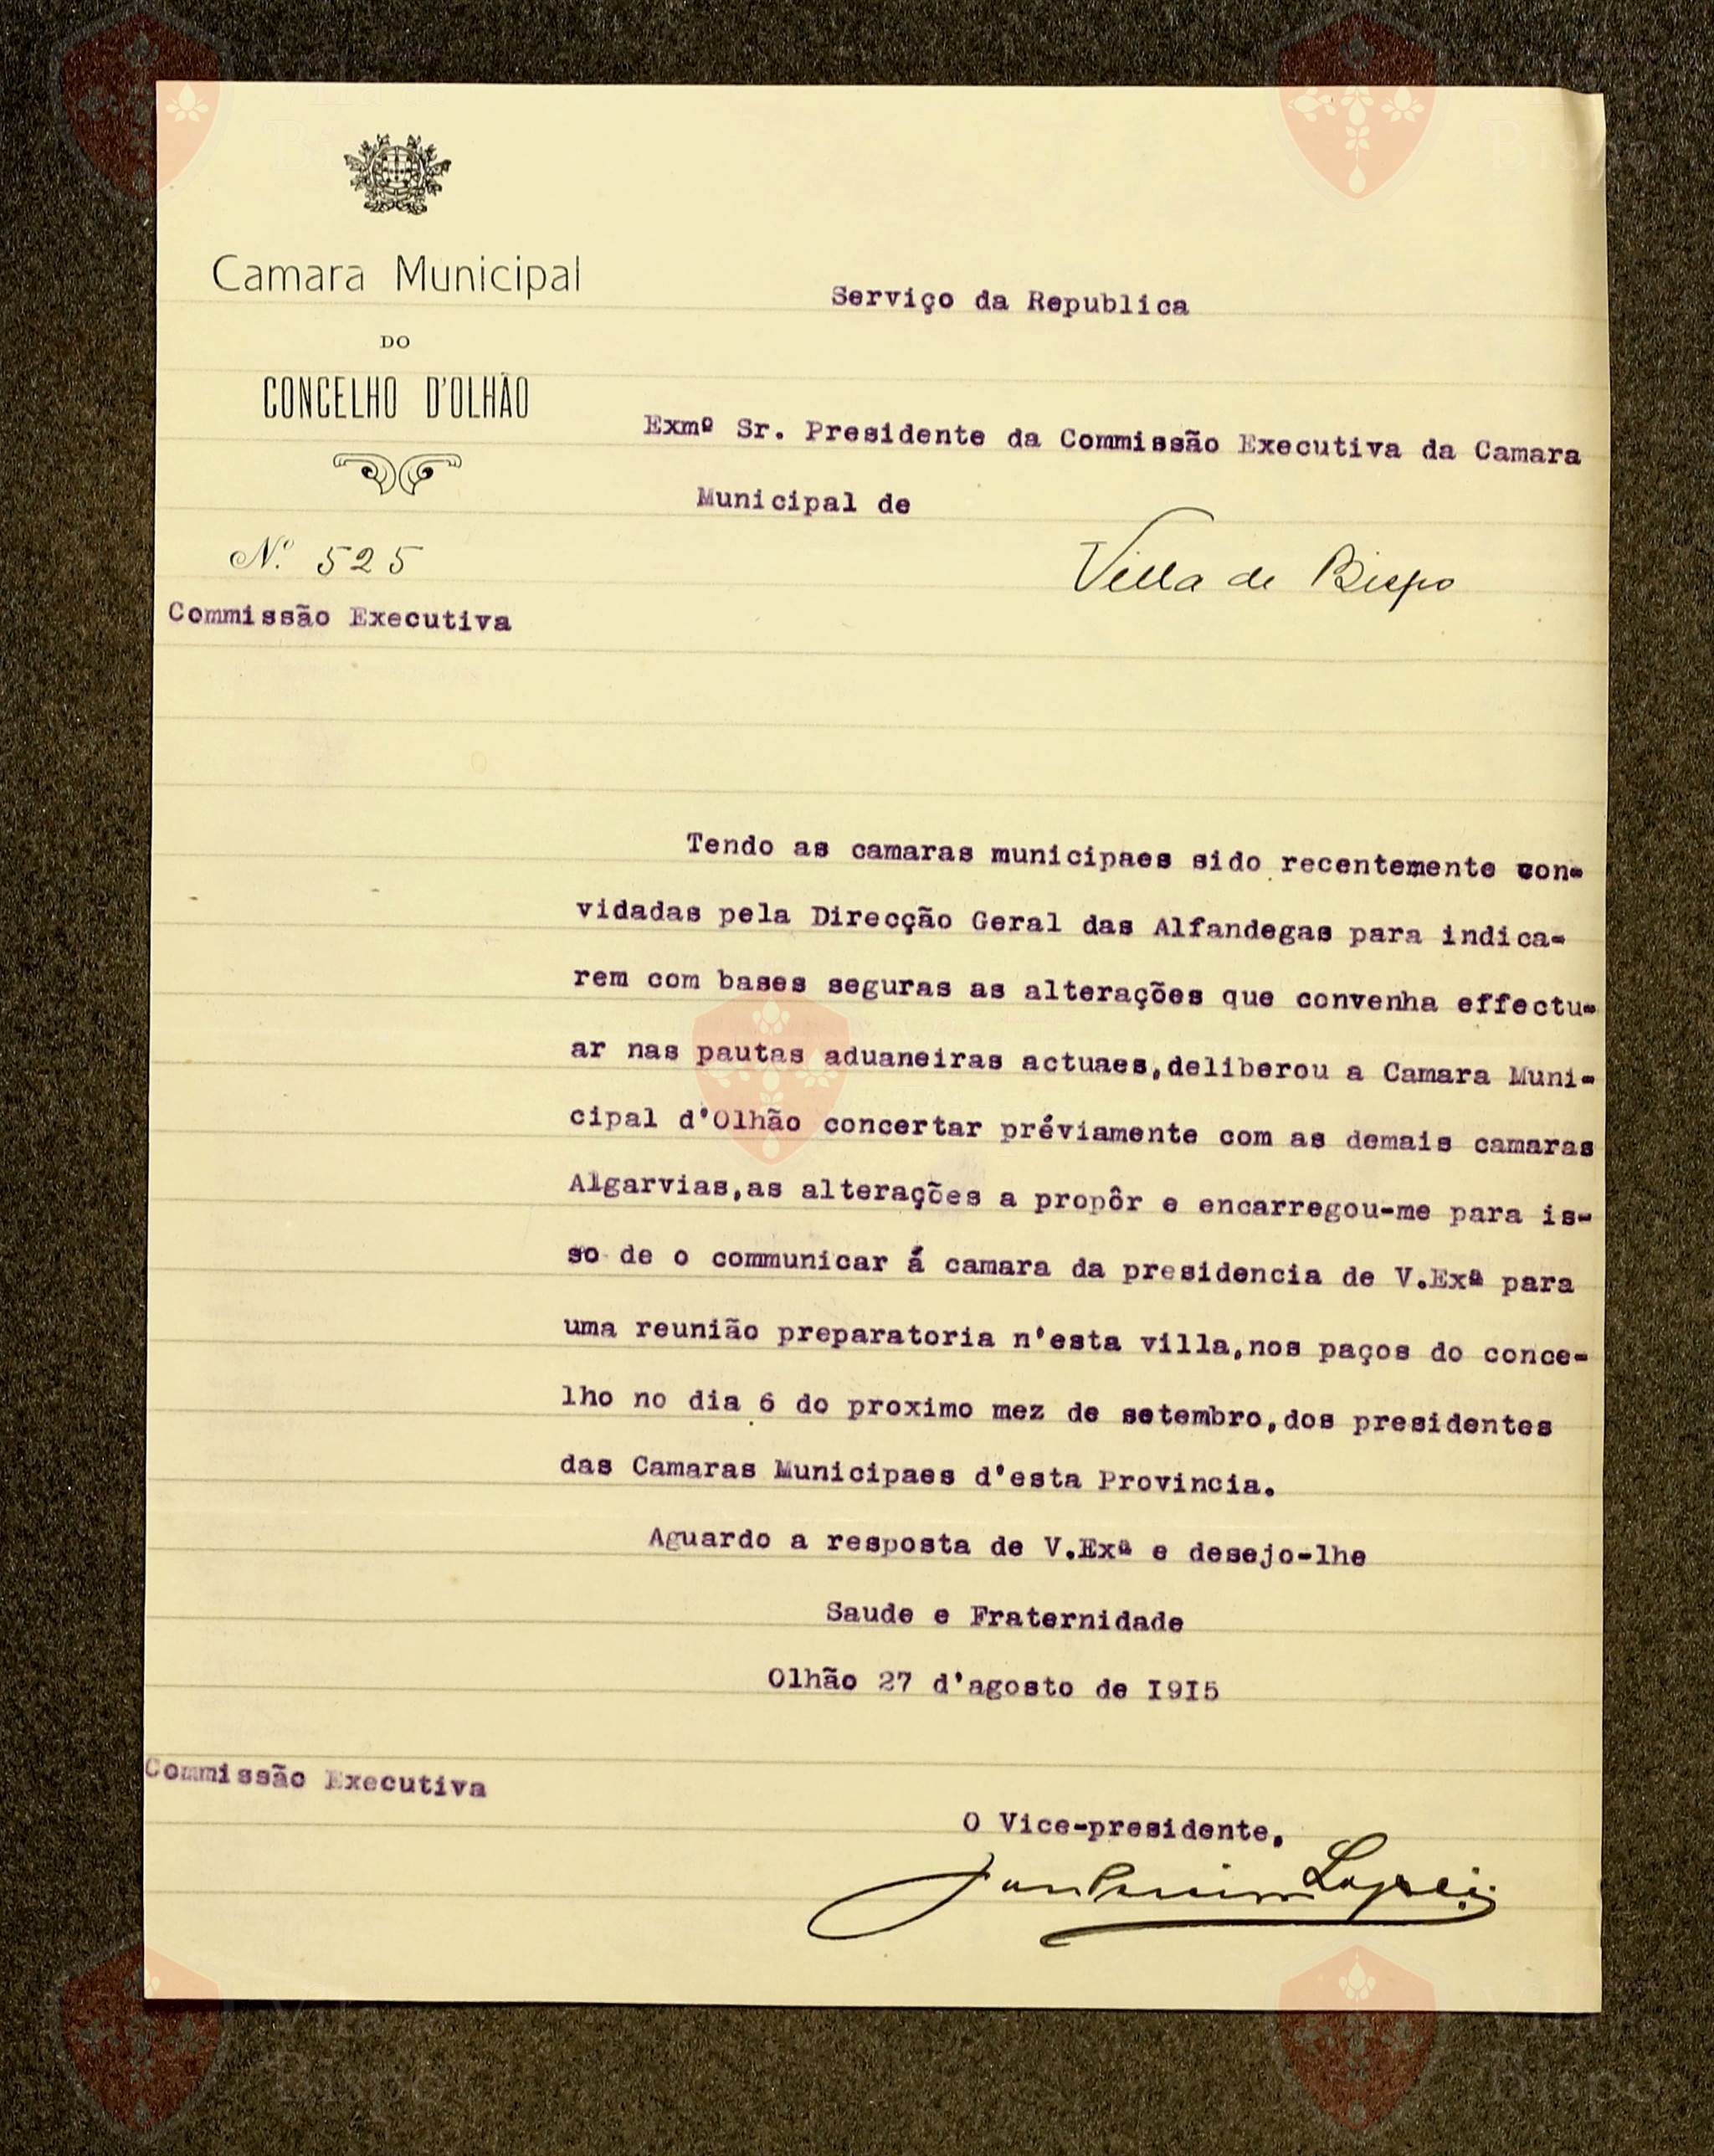 Camara Municipal
DO
CONCELHO D'OLHÃO
Nº 525
Commissão Executiva
Serviço da Republica
Exmº Sr. Presidente da Commissão Executiva da Camara
Municipal de
Villa de Bispo
Tendo as camaras municipaes sido recentemente con-
vidadas pela Direcção Geral das Alfandegas para indica-
rem com bases seguras as alterações que convenha effectu-
ar nas pautas aduaneiras actuaes,deliberou a Camara Muni-
cipal d'Olhão concertar préviamente com as demais camaras
Algarvias,as alterações a propôr e encarregou-me para is-
so de o communicar á camara da presidencia de V.Exª para
uma reunião preparatoria n'esta villa,nos paços do conce-
lho no dia 6 do proximo mez de setembro,dos presidentes
das Camaras Municipaes d'esta Provincia.
Aguardo a resposta de V.Exª e desejo-lhe
Saude e Fraternidade
Olhão 27 d'agosto de I9I5
Commissão Executiva
O Vice-presidente,
Lopes
Vila
Bispo
Bispo